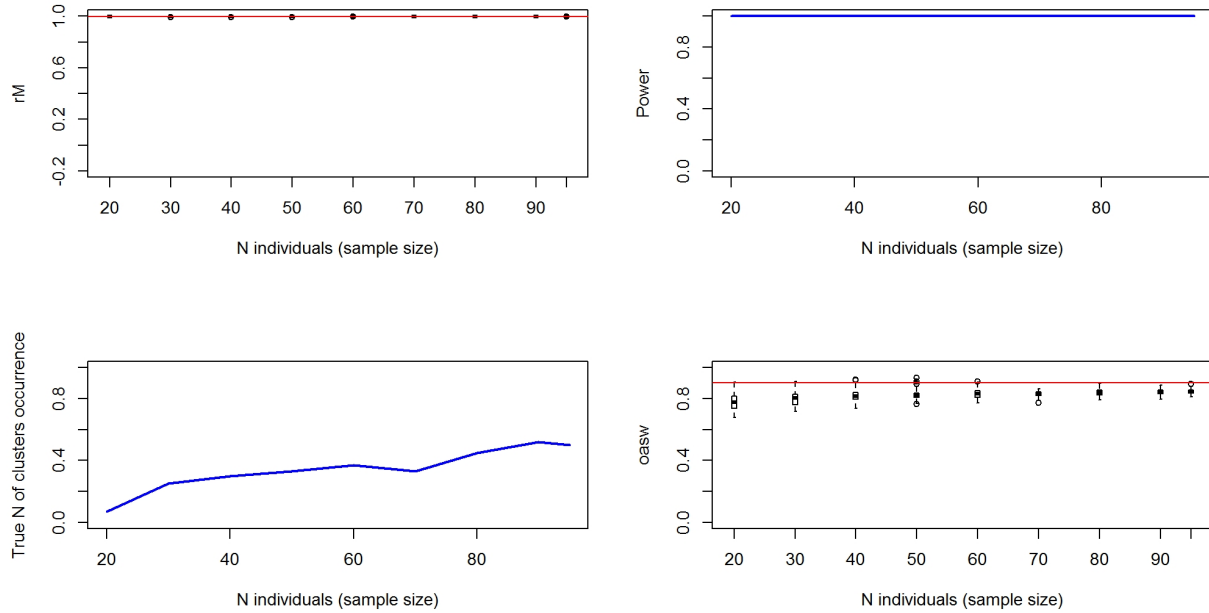 rM
-0.2 0.2 0.6 1.0
20 30 40 50 60 70 80 90
N individuals (sample size)
Power
0.0 0.4 0.8
20 40 60 80
N individuals (sample size)
True N of clusters occurrence
0.0 0.4 0.8
20 40 60 80
N individuals (sample size)
oasw
0.0 0.4 0.8
20 30 40 50 60 70 80 90
N individuals (sample size)